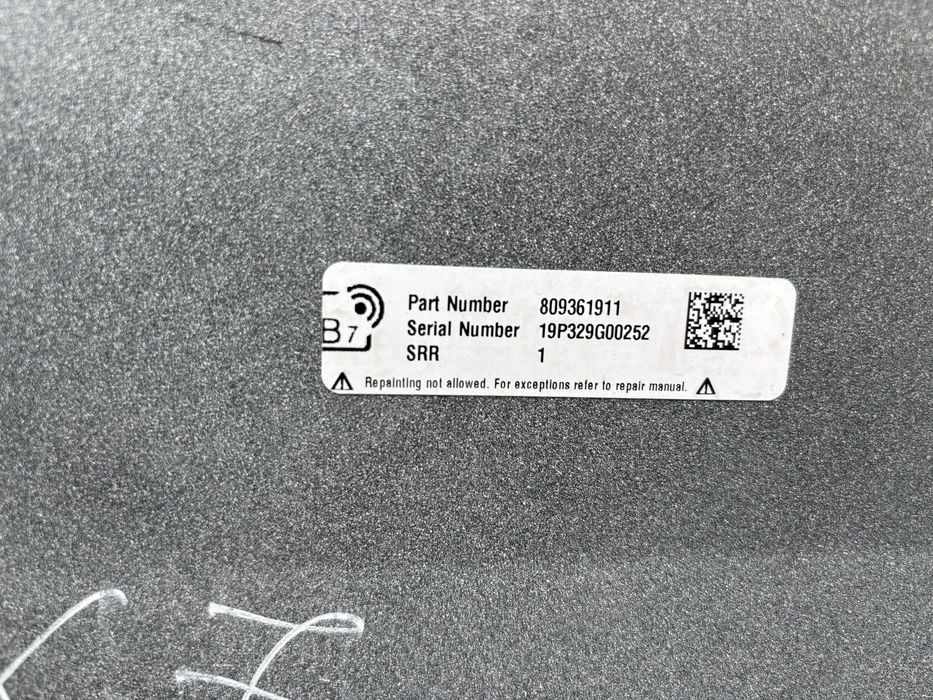 B7
Part Number 809361911
Serial Number 19P329G00252
SRR 1
Repainting not allowed. For exceptions refer to repair manual.